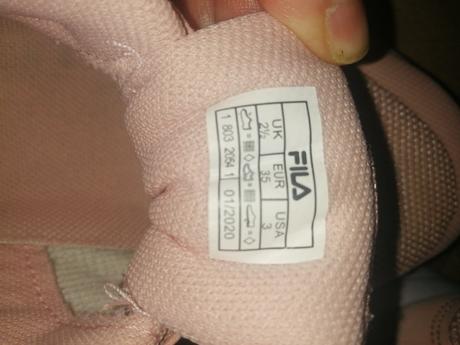 FILA
UK EUR USA
2½ 35 3
1 803 2054 1 01/2020